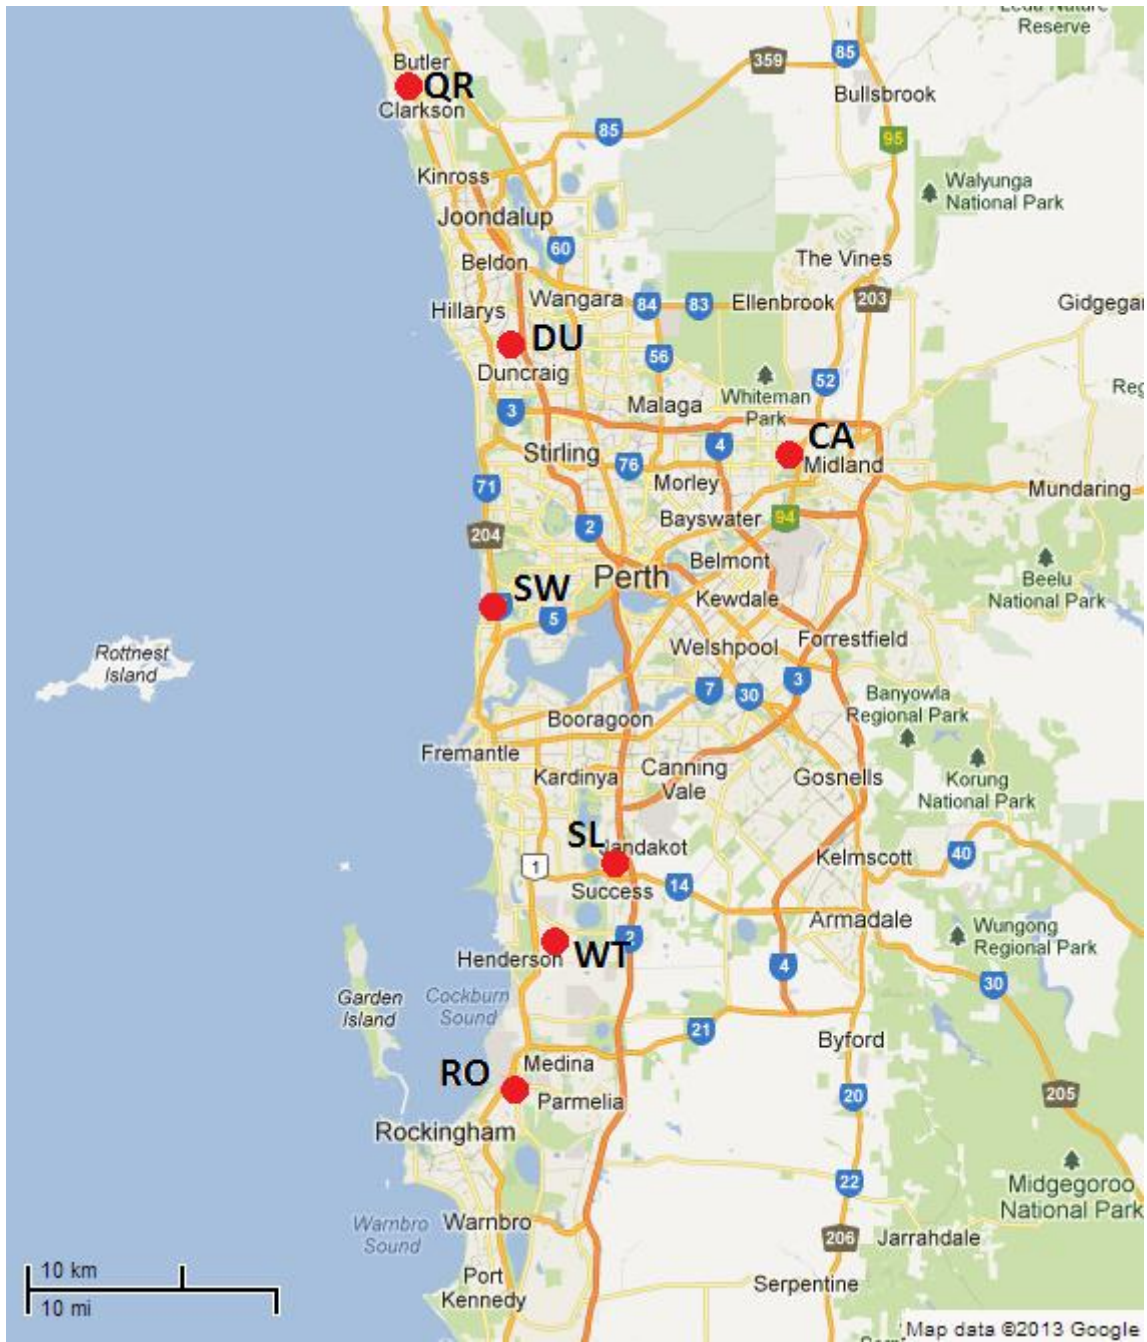 Leda Nature
Reserve
Butler
QR
Clarkson
359
85
Bullsbrook
85
95
Kinross
Walyunga
National Park
Joondalup
60
Beldon
The Vines
Wangara
84
83
Ellenbrook
203
Gidgegan
Hillarys
DU
56
Duncraig
52
Whiteman
Park
Reg
Malaga
3
CA
4
Stirling
76
Midland
71
Morley
Mundaring
94
Bayswater
204
2
Belmont
Perth
Beelu
National Park
SW
Kewdale
5
Welshpool
Forrestfield
Rottnest
Island
7
30
3
Banyowla
Regional Park
Booragoon
Fremantle
Kardinya
Canning
Vale
Gosnells
Korung
National Park
SL
Jandakot
1
Kelmscott
40
Success
14
Armadale
Wungong
Regional Park
2
WT
Henderson
4
30
Garden
Island
Cockburn
Sound
21
Byford
Medina
RO
Parmelia
20
205
Rockingham
22
Midgegoroo
National Park
Warnbro
Sound
Warnbro
206
Jarrahdale
10 km
10 mi
Port
Kennedy
Serpentine
Map data ©2013 Google